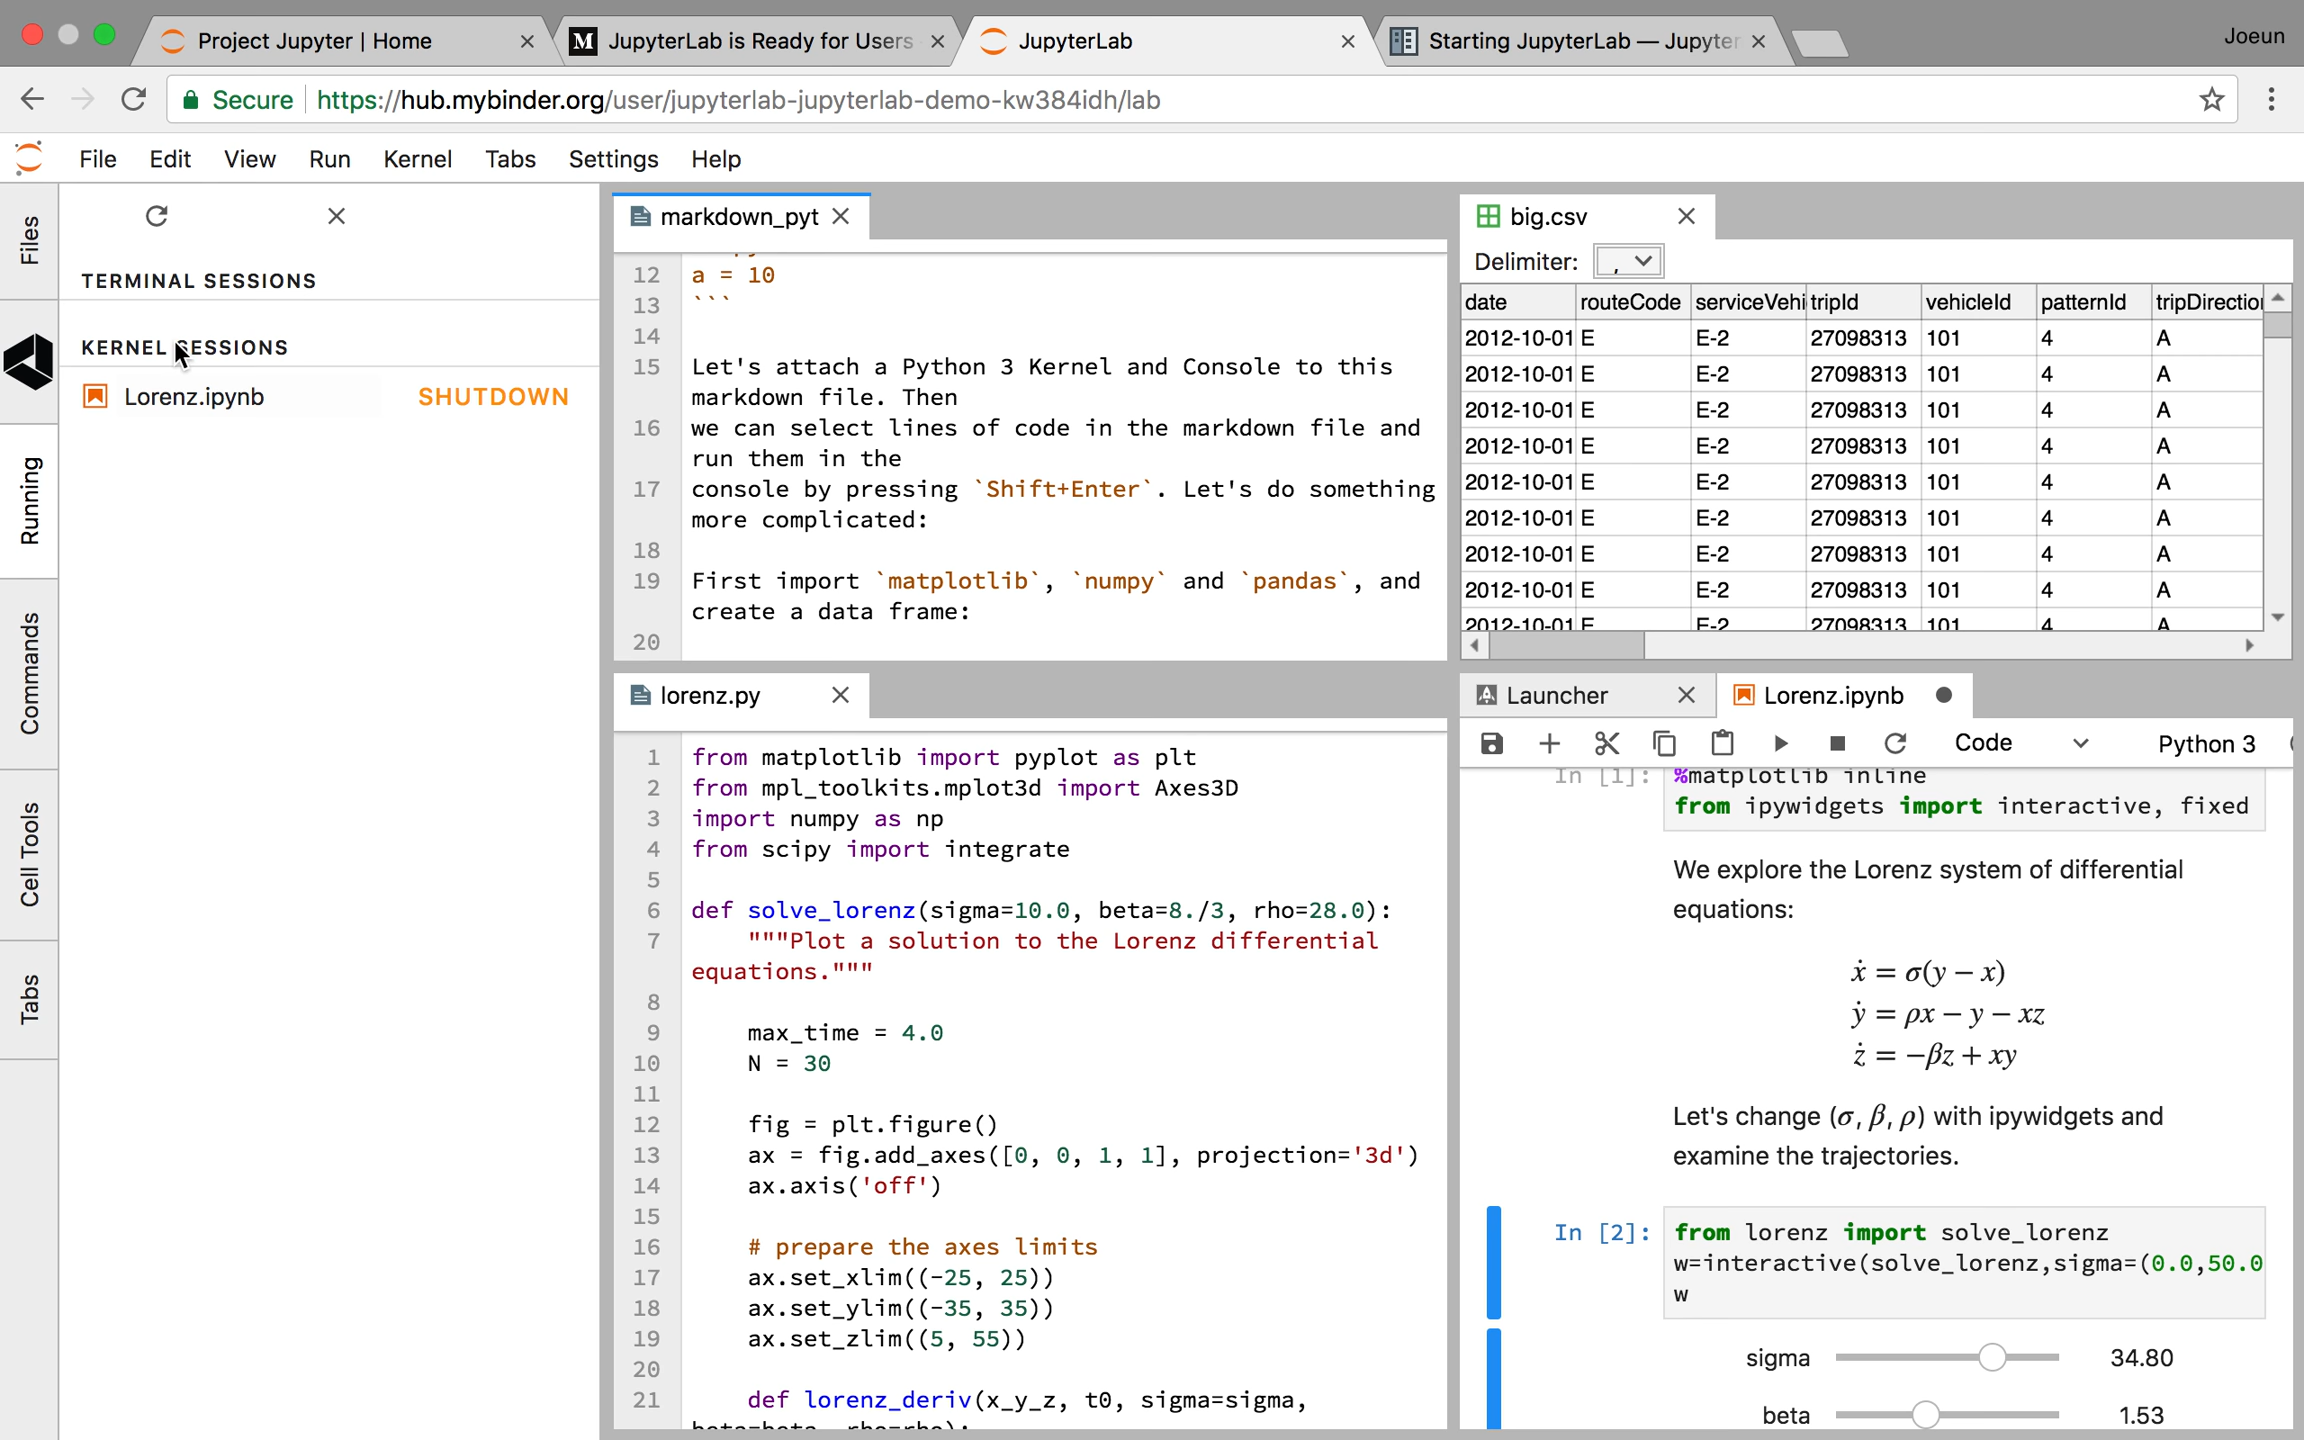 Project Jupyter | Home
JupyterLab is Ready for Users
JupyterLab
Starting JupyterLab — Jupyter
Joeun
Secure
https://hub.mybinder.org/user/jupyterlab-jupyterlab-demo-kw384idh/lab
File Edit View Run Kernel Tabs Settings Help
Files
Running
Commands
Cell Tools
Tabs
TERMINAL SESSIONS
KERNEL SESSIONS
Lorenz.ipynb SHUTDOWN
markdown_pyt
12 a = 10
13 ```
14
15 Let's attach a Python 3 Kernel and Console to this
markdown file. Then
16 we can select lines of code in the markdown file and
run them in the
17 console by pressing `Shift+Enter`. Let's do something
more complicated:
18
19 First import `matplotlib`, `numpy` and `pandas`, and
create a data frame:
20
big.csv
Delimiter: ,
date routeCode serviceVehi tripId vehicleId patternId tripDirectio
2012-10-01 E E-2 27098313 101 4 A
2012-10-01 E E-2 27098313 101 4 A
2012-10-01 E E-2 27098313 101 4 A
2012-10-01 E E-2 27098313 101 4 A
2012-10-01 E E-2 27098313 101 4 A
2012-10-01 E E-2 27098313 101 4 A
2012-10-01 E E-2 27098313 101 4 A
2012-10-01 E E-2 27098313 101 4 A
2012-10-01 E E-2 27098313 101 4 A
lorenz.py
1 from matplotlib import pyplot as plt
2 from mpl_toolkits.mplot3d import Axes3D
3 import numpy as np
4 from scipy import integrate
5
6 def solve_lorenz(sigma=10.0, beta=8./3, rho=28.0):
7 """Plot a solution to the Lorenz differential
equations."""
8
9 max_time = 4.0
10 N = 30
11
12 fig = plt.figure()
13 ax = fig.add_axes([0, 0, 1, 1], projection='3d')
14 ax.axis('off')
15
16 # prepare the axes limits
17 ax.set_xlim((-25, 25))
18 ax.set_ylim((-35, 35))
19 ax.set_zlim((5, 55))
20
21 def lorenz_deriv(x_y_z, t0, sigma=sigma,
Launcher
Lorenz.ipynb
Code
Python 3
In [1]: %matplotlib inline
from ipywidgets import interactive, fixed
We explore the Lorenz system of differential
equations:
ẋ = σ(y − x)
ẏ = ρx − y − xz
ż = −βz + xy
Let's change (σ, β, ρ) with ipywidgets and
examine the trajectories.
In [2]: from lorenz import solve_lorenz
w=interactive(solve_lorenz,sigma=(0.0,50.0
w
sigma 34.80
beta 1.53